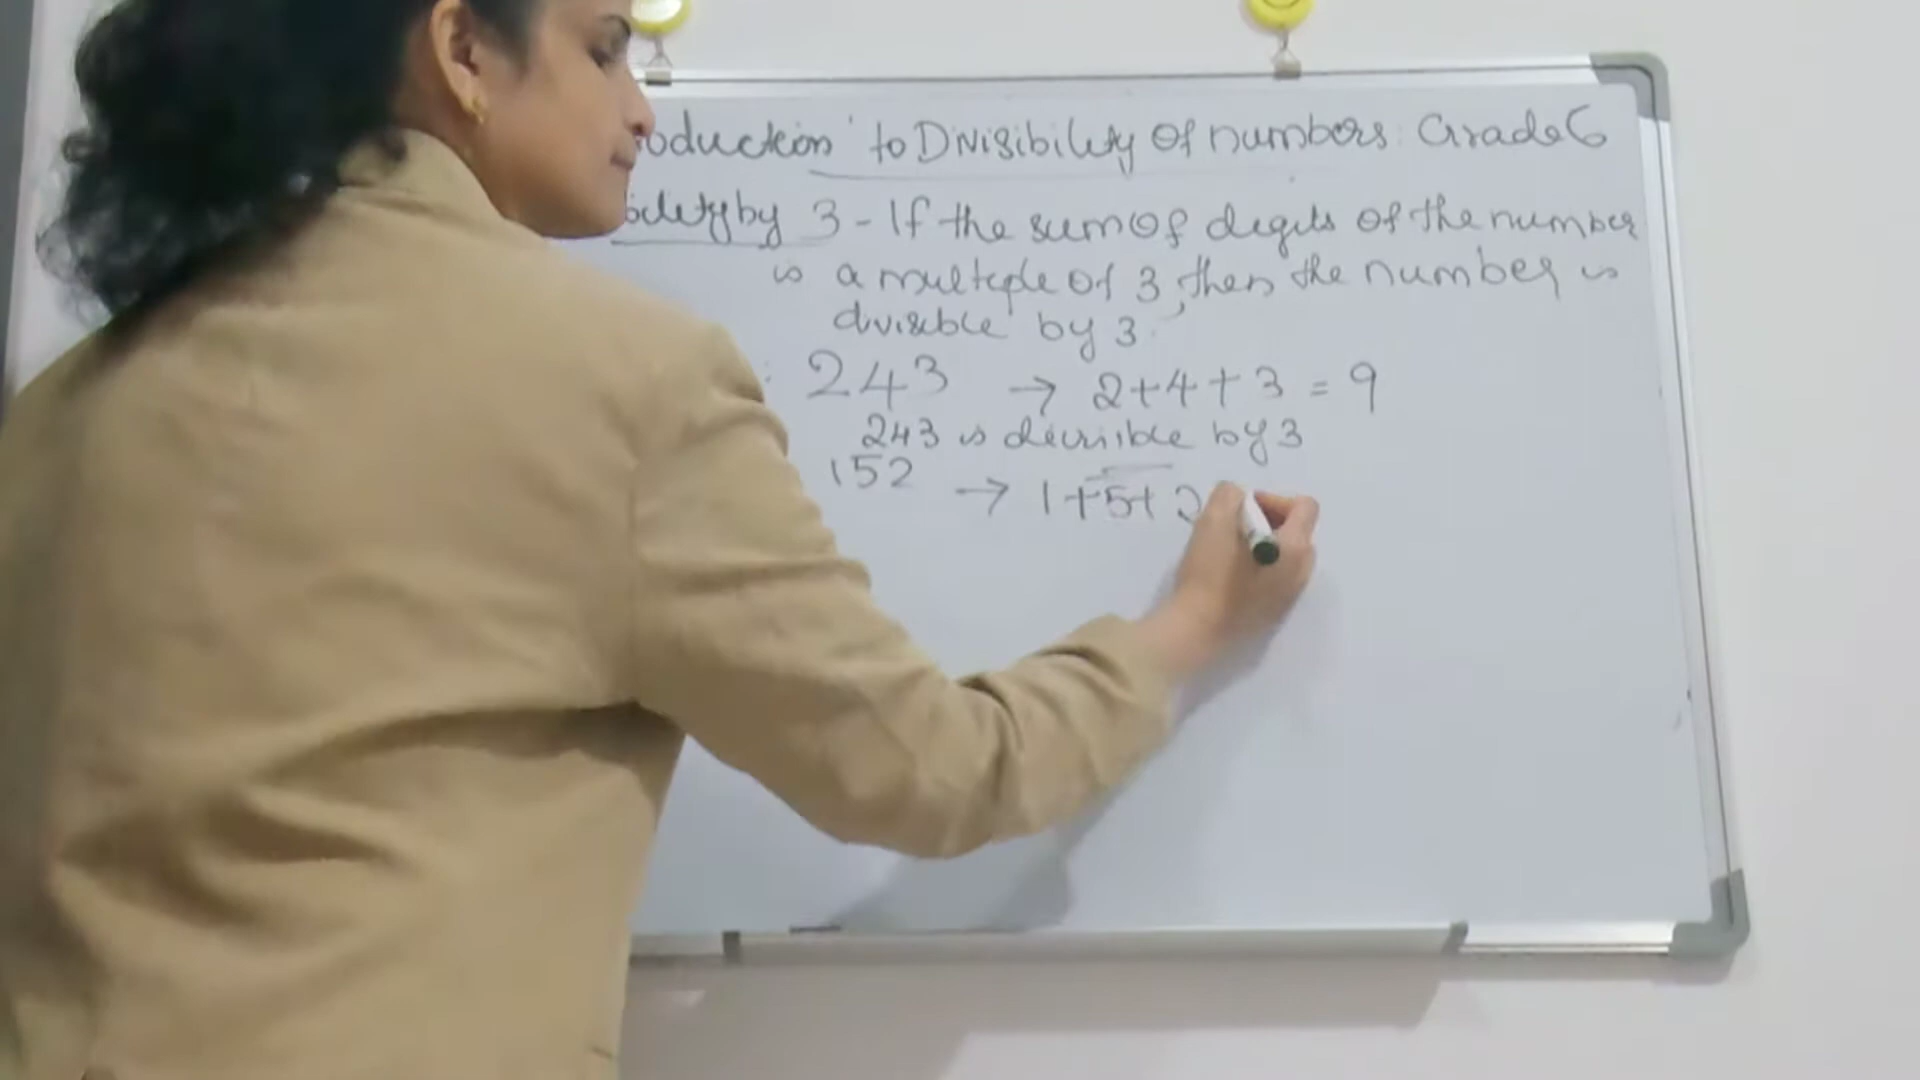 oduction to Divisibility Of numbers: Grade 6
by 3 - If the sum of digits of the number
is a multiple of 3, then the number is
divisible by 3.
: 243 → 2+4+3 = 9
243 is divisible by 3
152 → 1+5+2